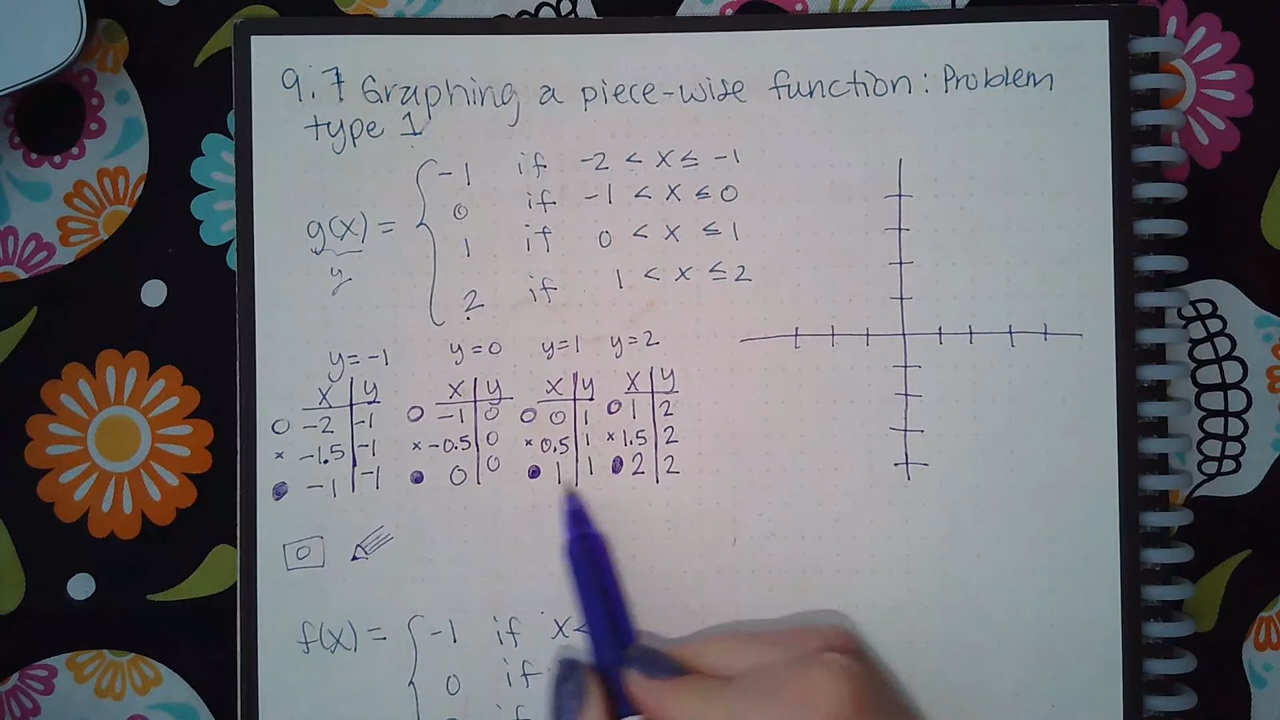 9.7 Graphing a piece-wise function: Problem
type 1
-1 if -2 < x ≤ -1
0 if -1 < x ≤ 0
g(x) = {
1 if 0 < x ≤ 1
y
2 if 1 < x ≤ 2
y=-1 y=0 y=1 y=2
x y x y x y x y
-2 -1 -1 0 0 1 1 2
-1.5 -1 -0.5 0 0.5 1 1.5 2
-1 -1 0 0 1 1 2 2
f(x) = { -1 if x<
0 if
if